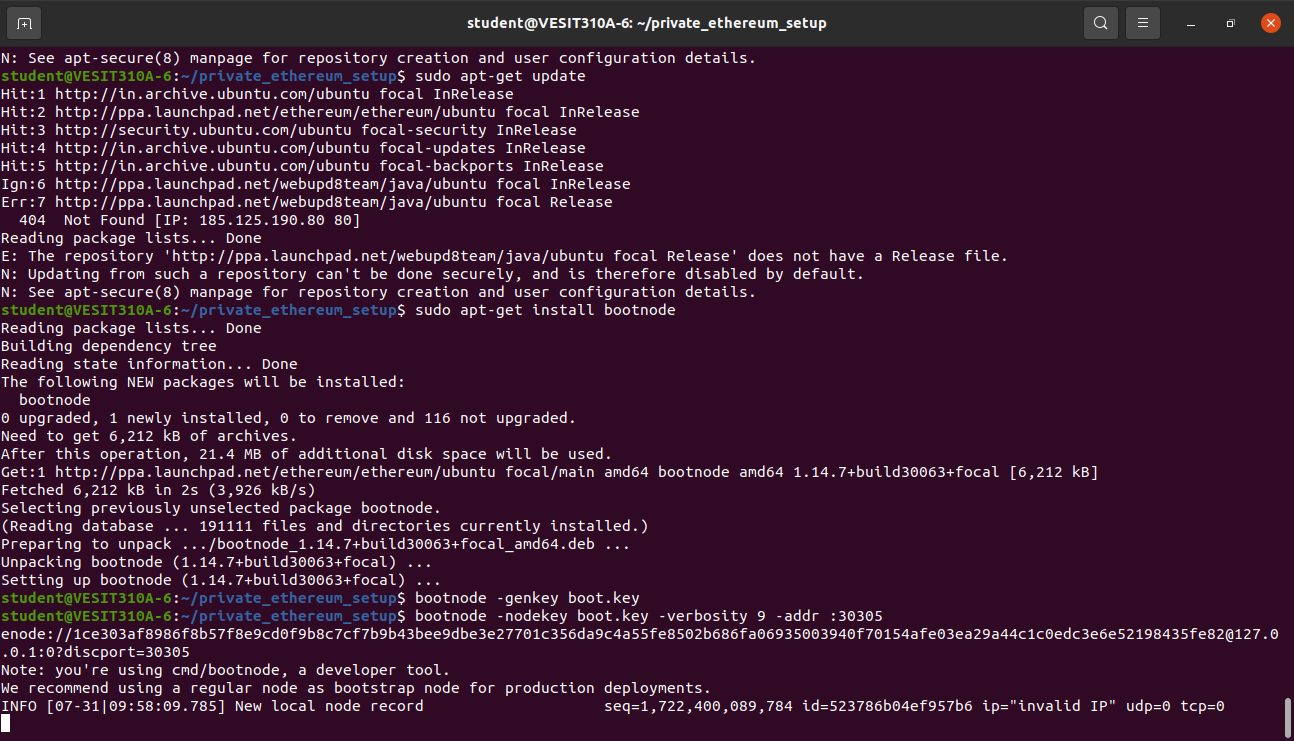 student@VESIT310A-6: ~/private_ethereum_setup
N: See apt-secure(8) manpage for repository creation and user configuration details.
student@VESIT310A-6:~/private_ethereum_setup$ sudo apt-get update
Hit:1 http://in.archive.ubuntu.com/ubuntu focal InRelease
Hit:2 http://ppa.launchpad.net/ethereum/ethereum/ubuntu focal InRelease
Hit:3 http://security.ubuntu.com/ubuntu focal-security InRelease
Hit:4 http://in.archive.ubuntu.com/ubuntu focal-updates InRelease
Hit:5 http://in.archive.ubuntu.com/ubuntu focal-backports InRelease
Ign:6 http://ppa.launchpad.net/webupd8team/java/ubuntu focal InRelease
Err:7 http://ppa.launchpad.net/webupd8team/java/ubuntu focal Release
  404  Not Found [IP: 185.125.190.80 80]
Reading package lists... Done
E: The repository 'http://ppa.launchpad.net/webupd8team/java/ubuntu focal Release' does not have a Release file.
N: Updating from such a repository can't be done securely, and is therefore disabled by default.
N: See apt-secure(8) manpage for repository creation and user configuration details.
student@VESIT310A-6:~/private_ethereum_setup$ sudo apt-get install bootnode
Reading package lists... Done
Building dependency tree
Reading state information... Done
The following NEW packages will be installed:
  bootnode
0 upgraded, 1 newly installed, 0 to remove and 116 not upgraded.
Need to get 6,212 kB of archives.
After this operation, 21.4 MB of additional disk space will be used.
Get:1 http://ppa.launchpad.net/ethereum/ethereum/ubuntu focal/main amd64 bootnode amd64 1.14.7+build30063+focal [6,212 kB]
Fetched 6,212 kB in 2s (3,926 kB/s)
Selecting previously unselected package bootnode.
(Reading database ... 191111 files and directories currently installed.)
Preparing to unpack .../bootnode_1.14.7+build30063+focal_amd64.deb ...
Unpacking bootnode (1.14.7+build30063+focal) ...
Setting up bootnode (1.14.7+build30063+focal) ...
student@VESIT310A-6:~/private_ethereum_setup$ bootnode -genkey boot.key
student@VESIT310A-6:~/private_ethereum_setup$ bootnode -nodekey boot.key -verbosity 9 -addr :30305
enode://1ce303af8986f8b57f8e9cd0f9b8c7cf7b9b43bee9dbe3e27701c356da9c4a55fe8502b686fa06935003940f70154afe03ea29a44c1c0edc3e6e52198435fe82@127.0
.0.1:0?discport=30305
Note: you're using cmd/bootnode, a developer tool.
We recommend using a regular node as bootstrap node for production deployments.
INFO [07-31|09:58:09.785] New local node record                    seq=1,722,400,089,784 id=523786b04ef957b6 ip="invalid IP" udp=0 tcp=0